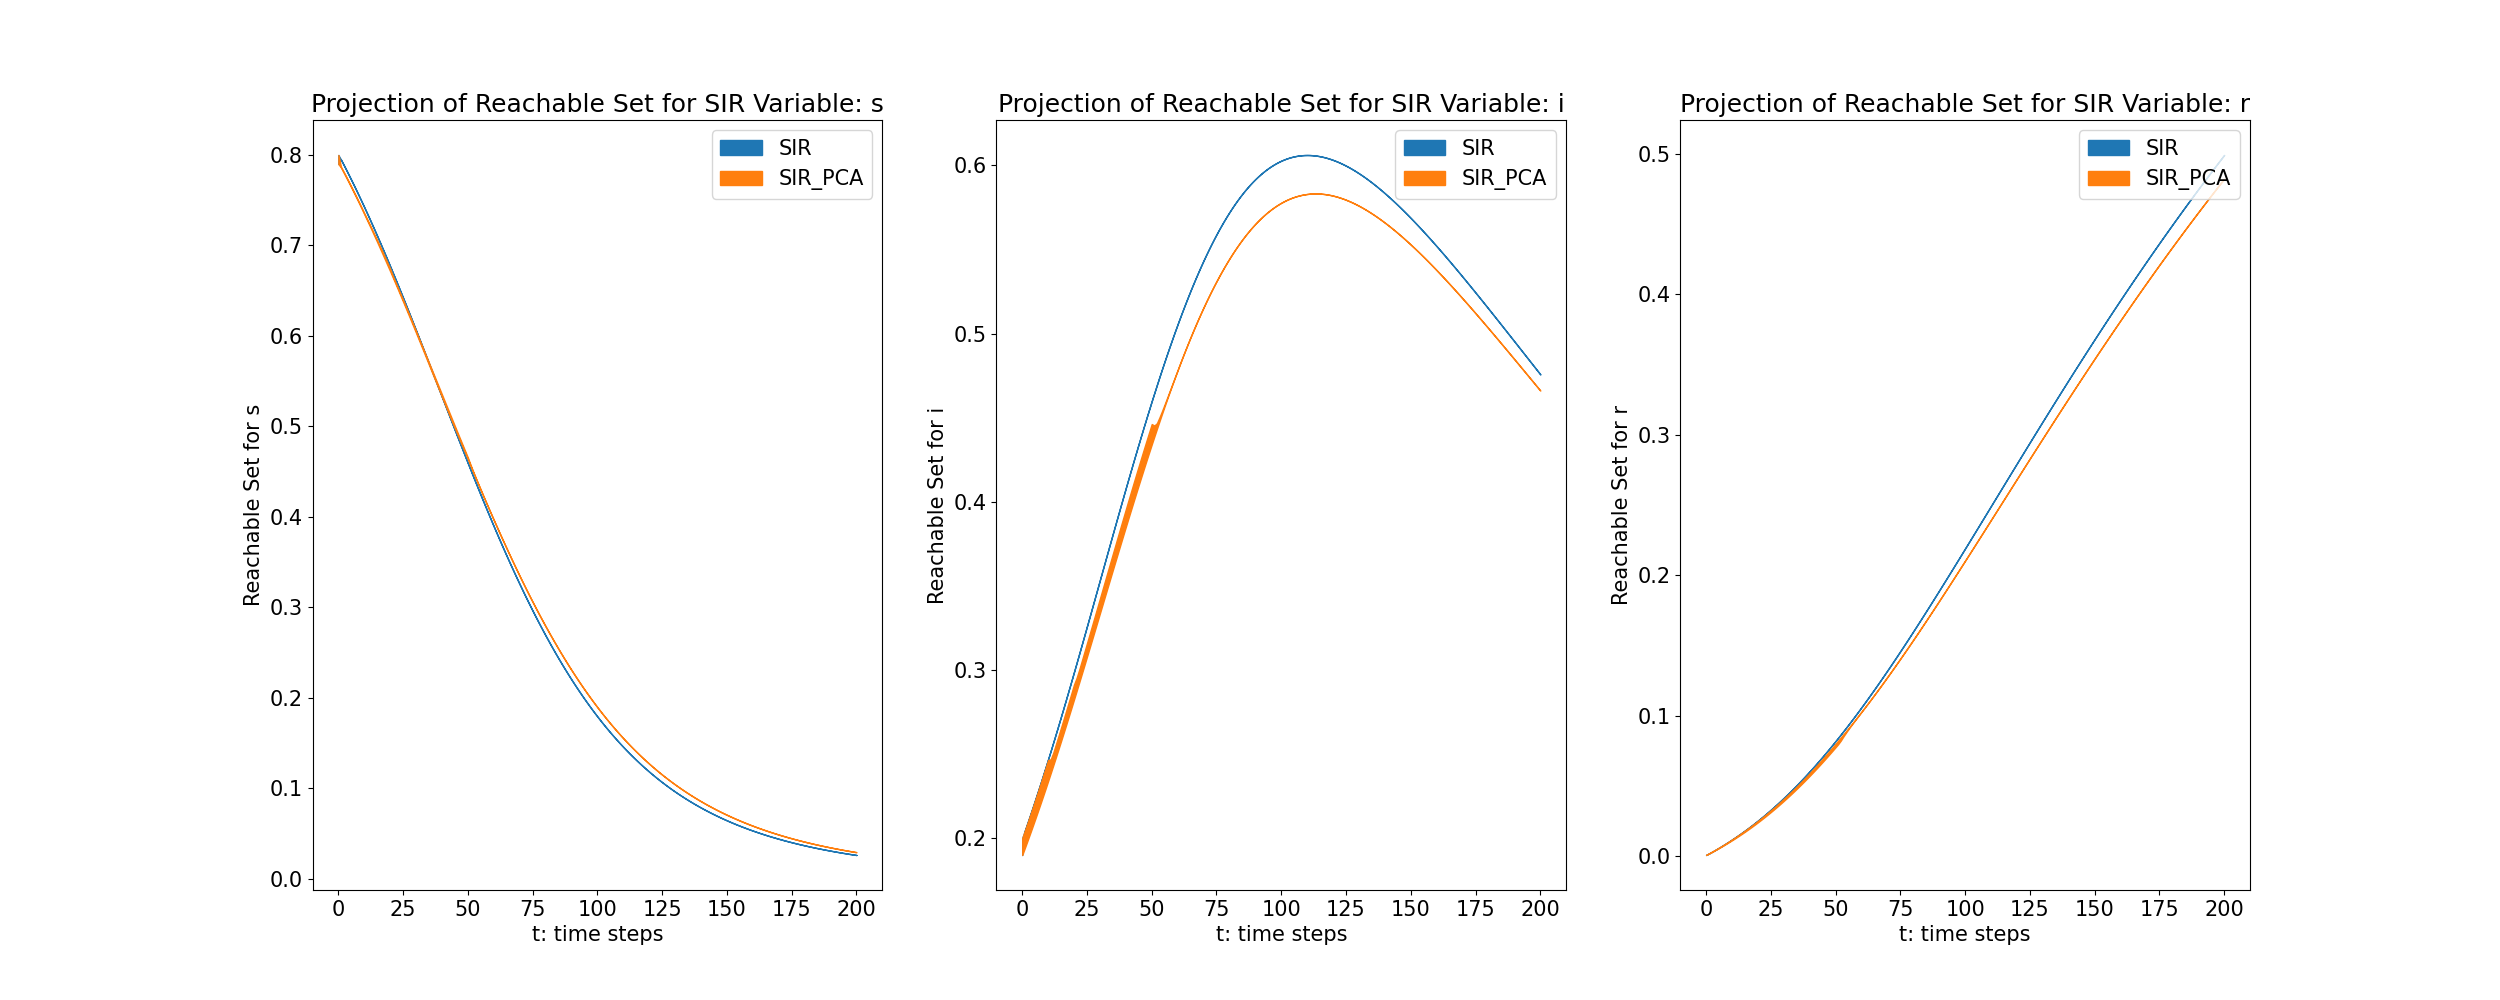 Projection of Reachable Set for SIR Variable: s
SIR
SIR_PCA
Reachable Set for s
0.8
0.7
0.6
0.5
0.4
0.3
0.2
0.1
0.0
0 25 50 75 100 125 150 175 200
t: time steps
Projection of Reachable Set for SIR Variable: i
SIR
SIR_PCA
Reachable Set for i
0.6
0.5
0.4
0.3
0.2
0 25 50 75 100 125 150 175 200
t: time steps
Projection of Reachable Set for SIR Variable: r
SIR
SIR_PCA
Reachable Set for r
0.5
0.4
0.3
0.2
0.1
0.0
0 25 50 75 100 125 150 175 200
t: time steps